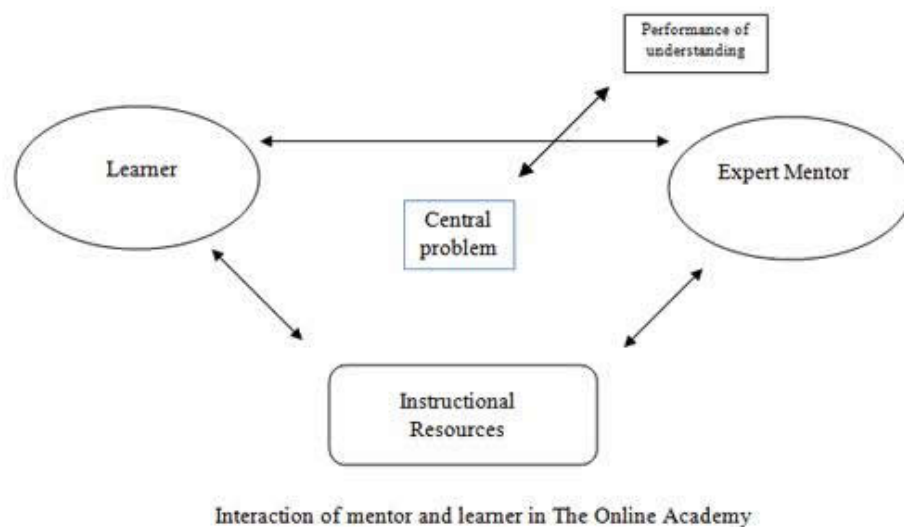 Performance of
understanding
Learner
Expert Mentor
Central
problem
Instructional
Resources
Interaction of mentor and learner in The Online Academy